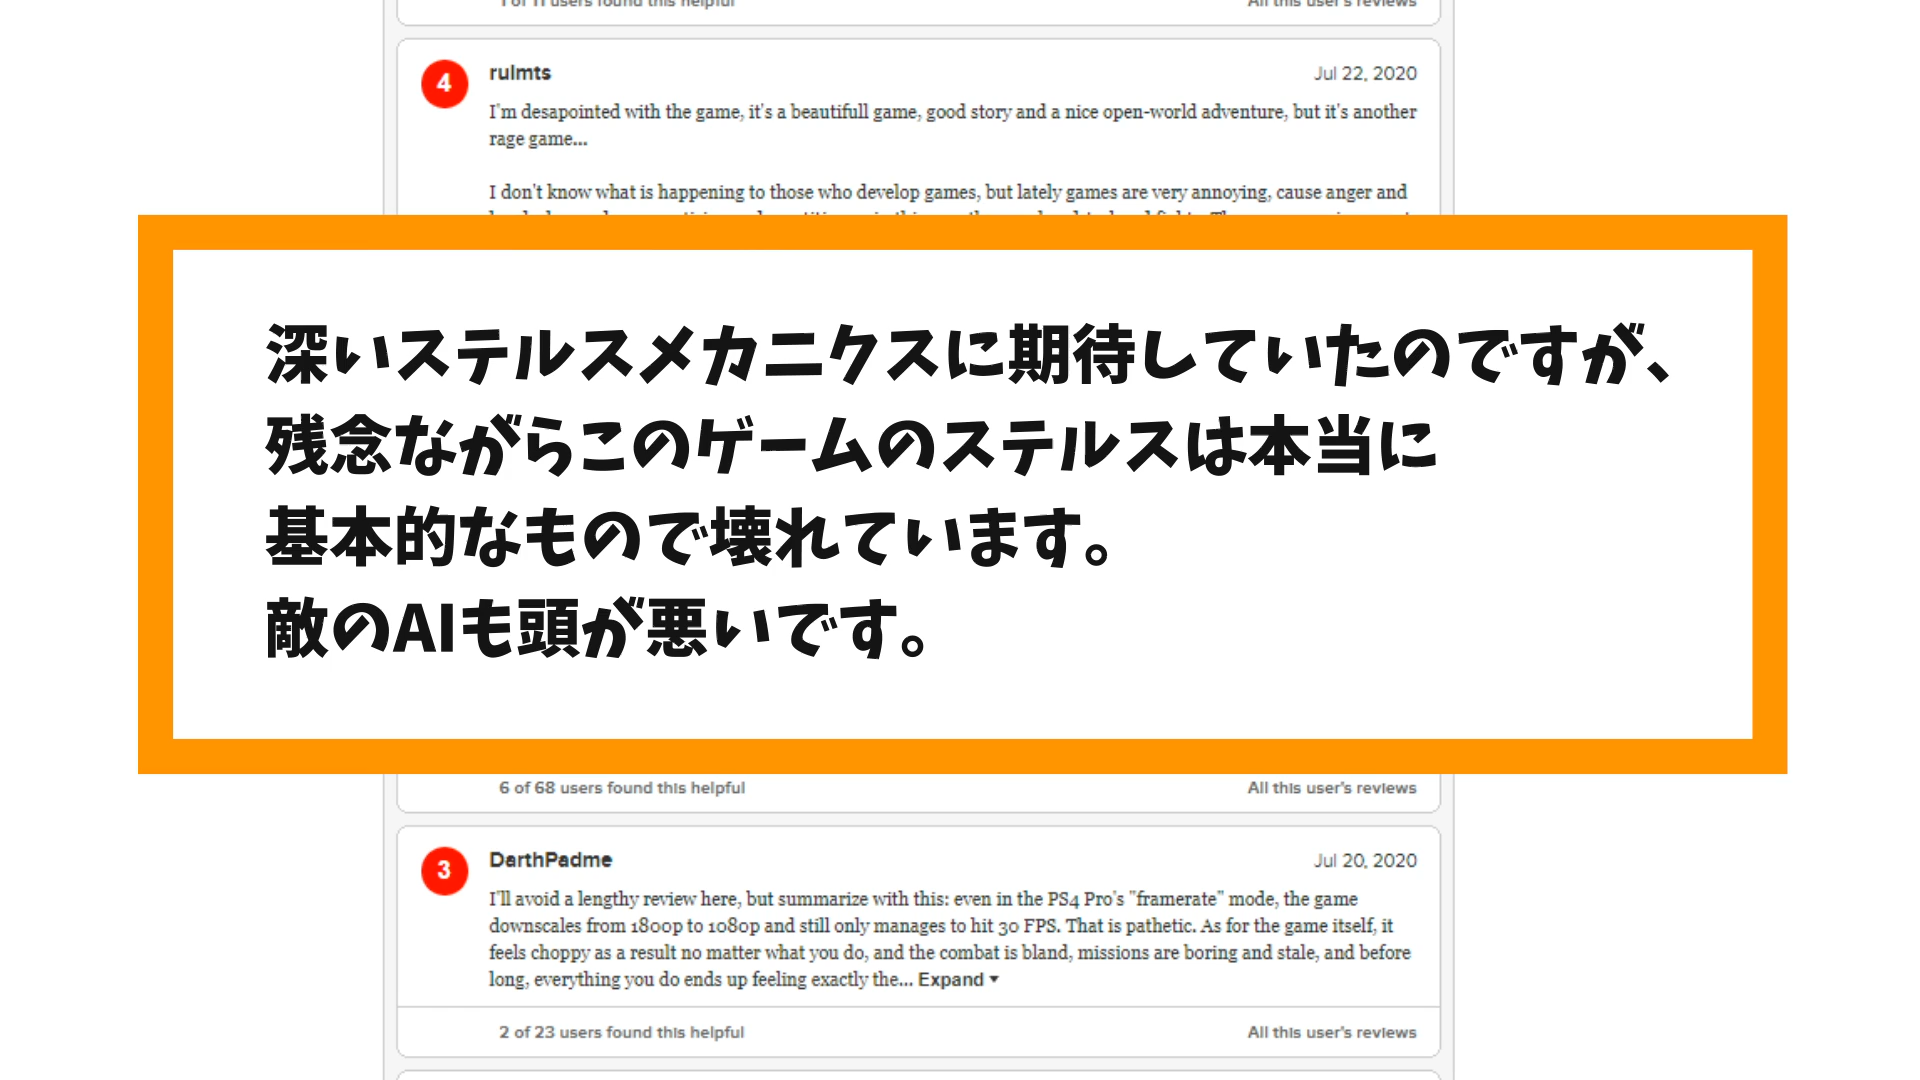 1 of 11 users found this helpful
All this user's reviews
4
rulmts
Jul 22, 2020
I'm desapointed with the game, it's a beautifull game, good story and a nice open-world adventure, but it's another
rage game...
I don't know what is happening to those who develop games, but lately games are very annoying, cause anger and
深いステルスメカニクスに期待していたのですが、
残念ながらこのゲームのステルスは本当に
基本的なもので壊れています。
敵のAIも頭が悪いです。
6 of 68 users found this helpful
All this user's reviews
3
DarthPadme
Jul 20, 2020
I'll avoid a lengthy review here, but summarize with this: even in the PS4 Pro's "framerate" mode, the game
downscales from 1800p to 1080p and still only manages to hit 30 FPS. That is pathetic. As for the game itself, it
feels choppy as a result no matter what you do, and the combat is bland, missions are boring and stale, and before
long, everything you do ends up feeling exactly the... Expand ▾
2 of 23 users found this helpful
All this user's reviews